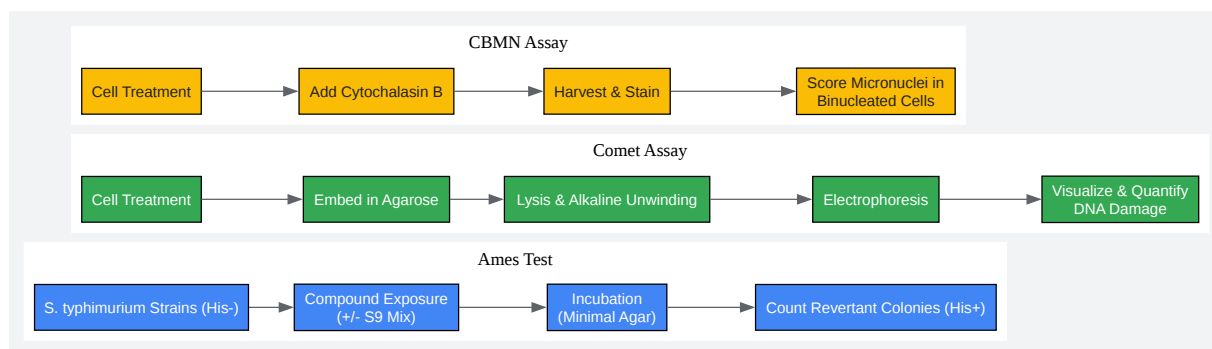 CBMN Assay
Cell Treatment
Add Cytochalasin B
Harvest & Stain
Score Micronuclei in
Binucleated Cells
Comet Assay
Cell Treatment
Embed in Agarose
Lysis & Alkaline Unwinding
Electrophoresis
Visualize & Quantify
DNA Damage
Ames Test
S. typhimurium Strains (His-)
Compound Exposure
(+/- S9 Mix)
Incubation
(Minimal Agar)
Count Revertant Colonies (His+)